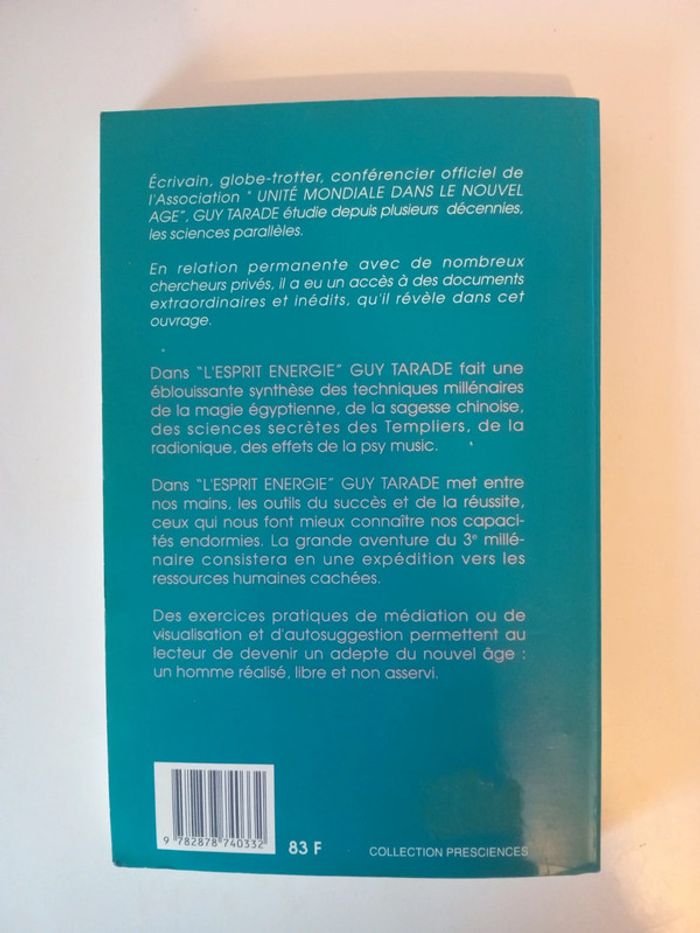 Écrivain, globe-trotter, conférencier officiel de
l'Association " UNITÉ MONDIALE DANS LE NOUVEL
AGE", GUY TARADE étudie depuis plusieurs décennies,
les sciences parallèles.
En relation permanente avec de nombreux
chercheurs privés, il a eu un accès à des documents
extraordinaires et inédits, qu'il révèle dans cet
ouvrage.
Dans "L'ESPRIT ENERGIE" GUY TARADE fait une
éblouissante synthèse des techniques millénaires
de la magie égyptienne, de la sagesse chinoise,
des sciences secrètes des Templiers, de la
radionique, des effets de la psy music.
Dans "L'ESPRIT ENERGIE" GUY TARADE met entre
nos mains, les outils du succès et de la réussite,
ceux qui nous font mieux connaître nos capaci-
tés endormies. La grande aventure du 3e millé-
naire consistera en une expédition vers les
ressources humaines cachées.
Des exercices pratiques de médiation ou de
visualisation et d'autosuggestion permettent au
lecteur de devenir un adepte du nouvel âge :
un homme réalisé, libre et non asservi.
9 782878 740332
83 F
COLLECTION PRESCIENCES